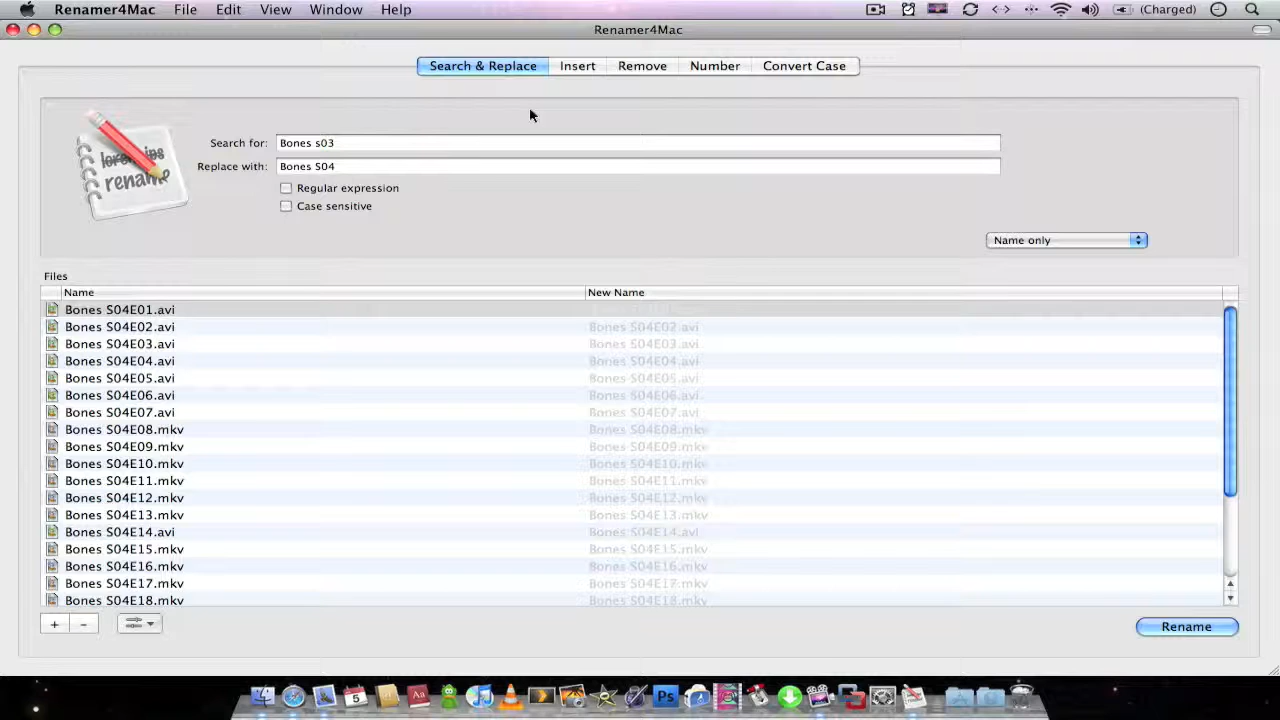 Renamer4Mac File Edit View Window Help (Charged)
Renamer4Mac
Search & Replace Insert Remove Number Convert Case
lorem ips
rename
Search for: Bones s03
Replace with: Bones S04
Regular expression
Case sensitive
Name only
Files
Name New Name
Bones S04E01.avi
Bones S04E02.avi Bones S04E02.avi
Bones S04E03.avi Bones S04E03.avi
Bones S04E04.avi Bones S04E04.avi
Bones S04E05.avi Bones S04E05.avi
Bones S04E06.avi Bones S04E06.avi
Bones S04E07.avi Bones S04E07.avi
Bones S04E08.mkv Bones S04E08.mkv
Bones S04E09.mkv Bones S04E09.mkv
Bones S04E10.mkv Bones S04E10.mkv
Bones S04E11.mkv Bones S04E11.mkv
Bones S04E12.mkv Bones S04E12.mkv
Bones S04E13.mkv Bones S04E13.mkv
Bones S04E14.avi Bones S04E14.avi
Bones S04E15.mkv Bones S04E15.mkv
Bones S04E16.mkv Bones S04E16.mkv
Bones S04E17.mkv Bones S04E17.mkv
Bones S04E18.mkv Bones S04E18.mkv
+ - Rename
5 Aa Ps